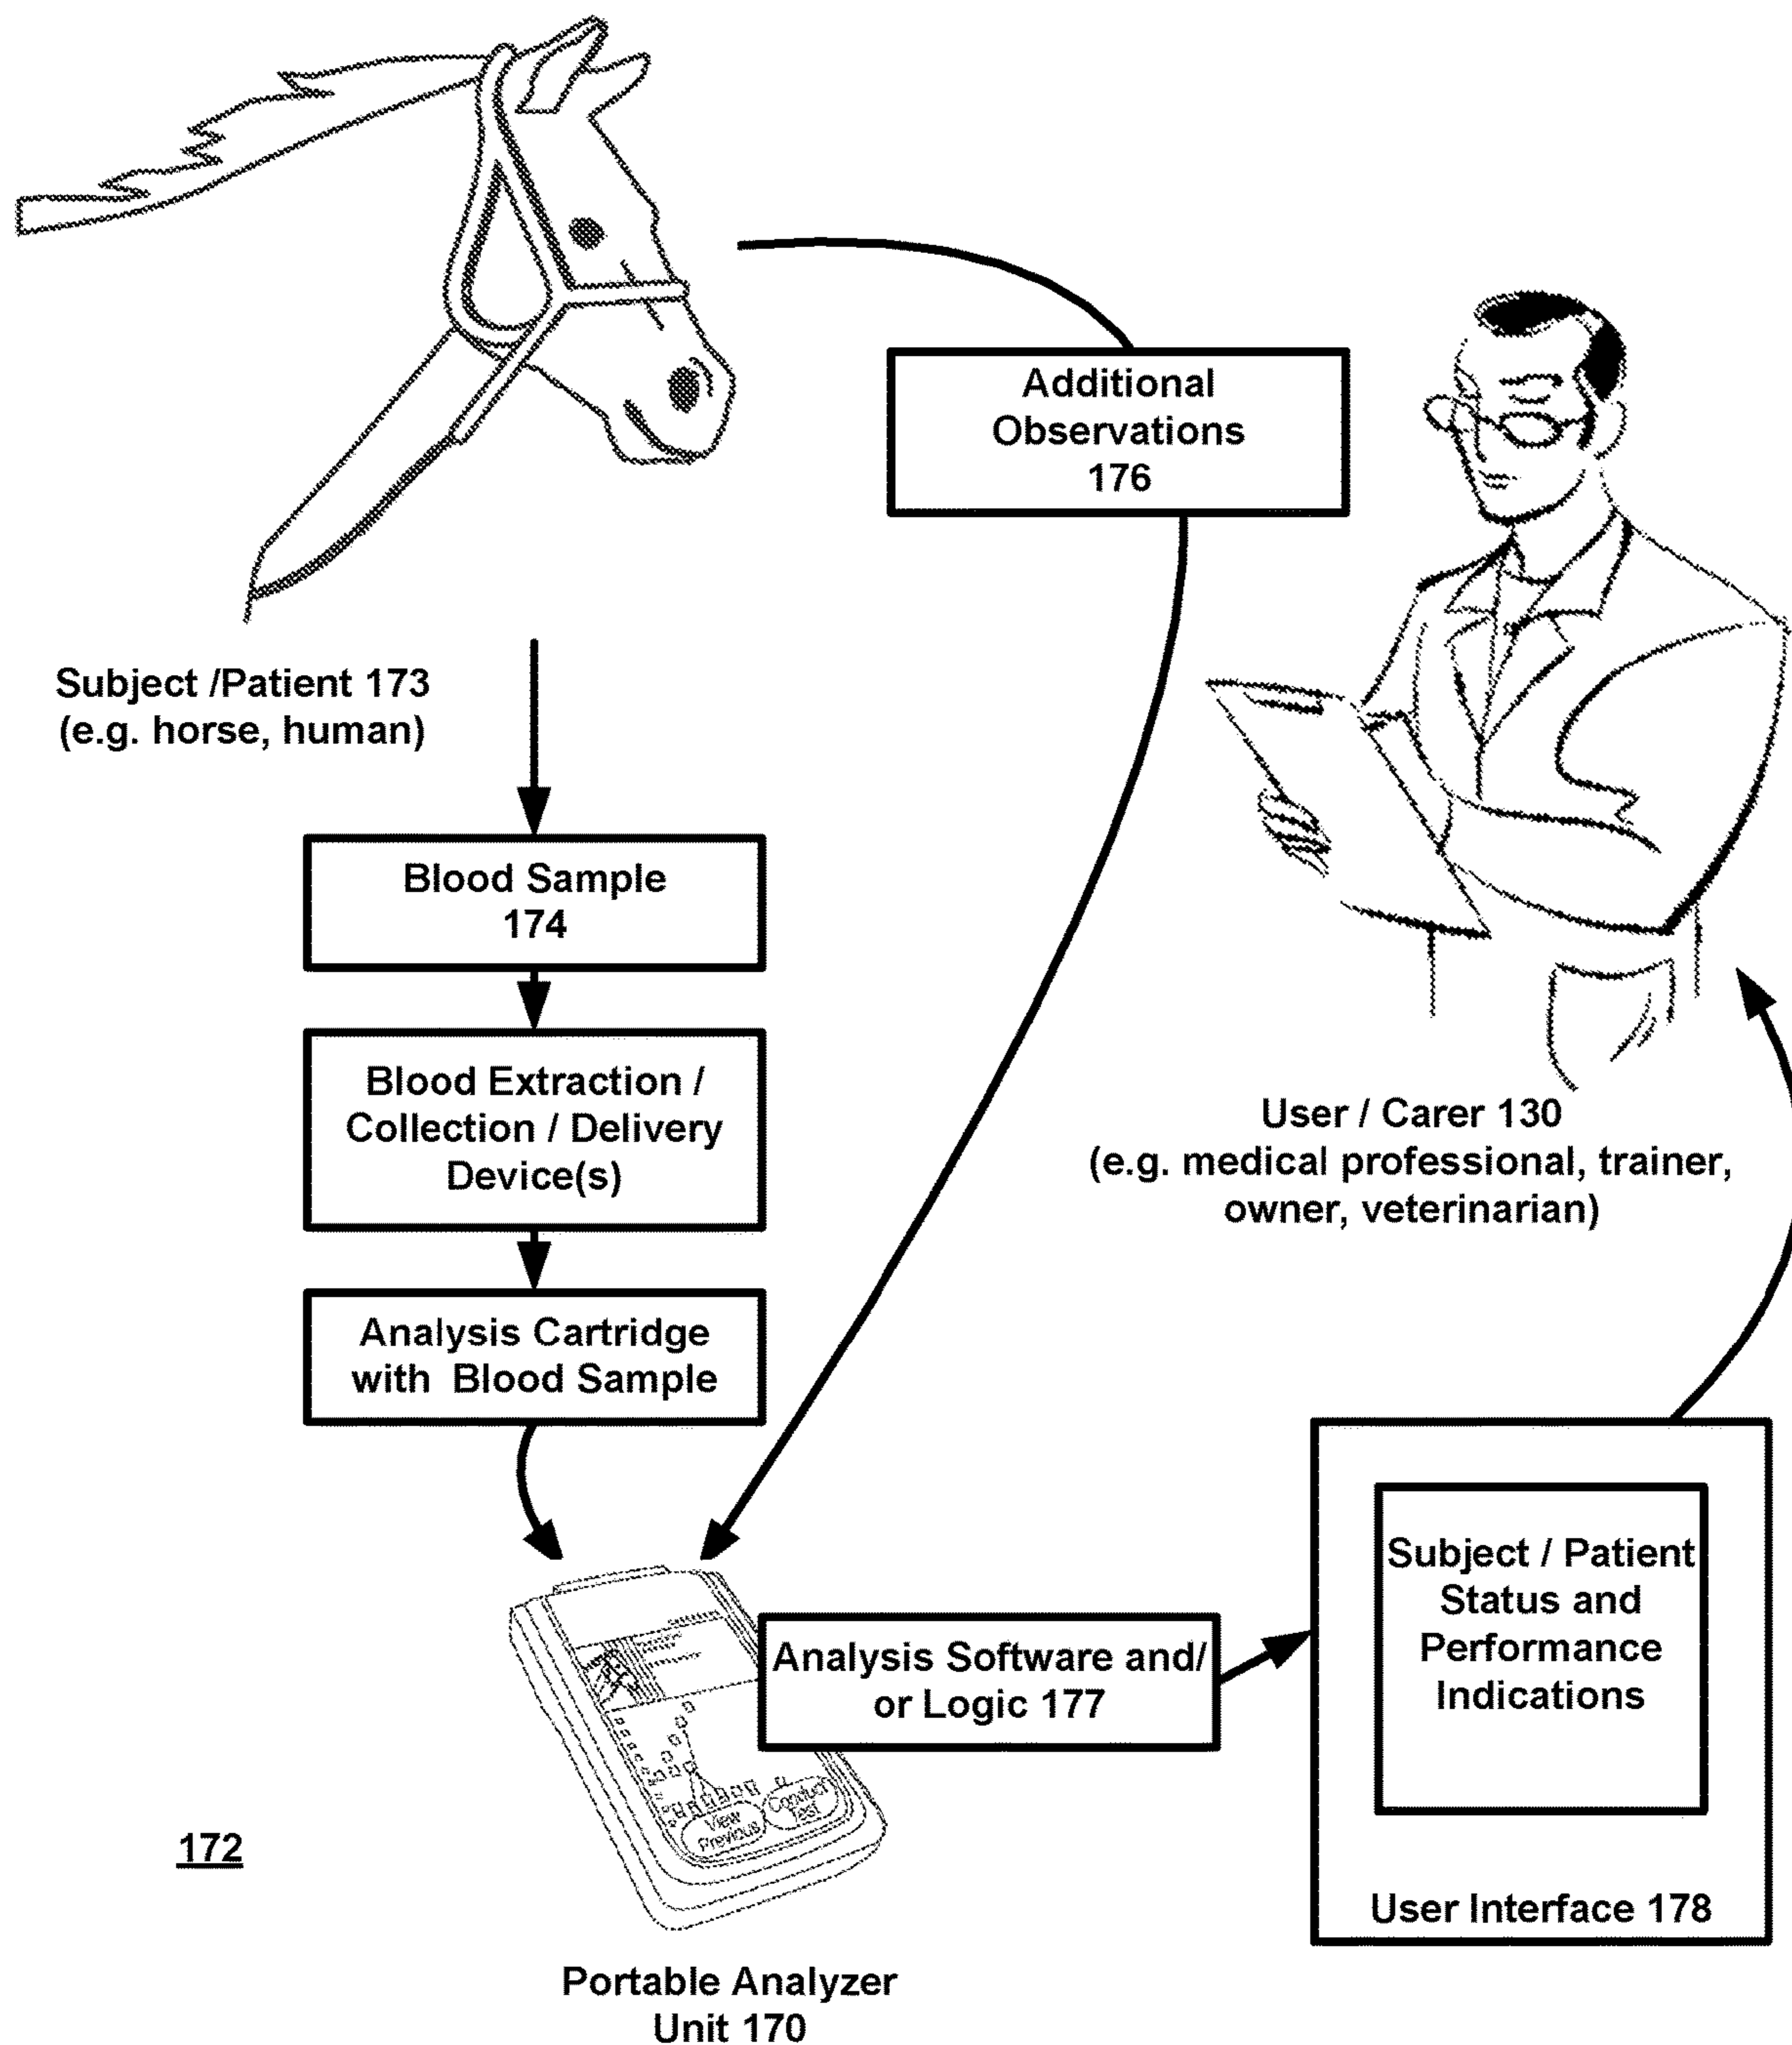 Additional
Observations
176
Subject /Patient 173
(e.g. horse, human)
Blood Sample
174
Blood Extraction /
Collection / Delivery
Device(s)
User / Carer 130
(e.g. medical professional, trainer,
owner, veterinarian)
Analysis Cartridge
with Blood Sample
Subject / Patient
Status and
Performance
Indications
User Interface 178
Analysis Software and/
or Logic 177
View
Previous
Conduct
Test
172
Portable Analyzer
Unit 170